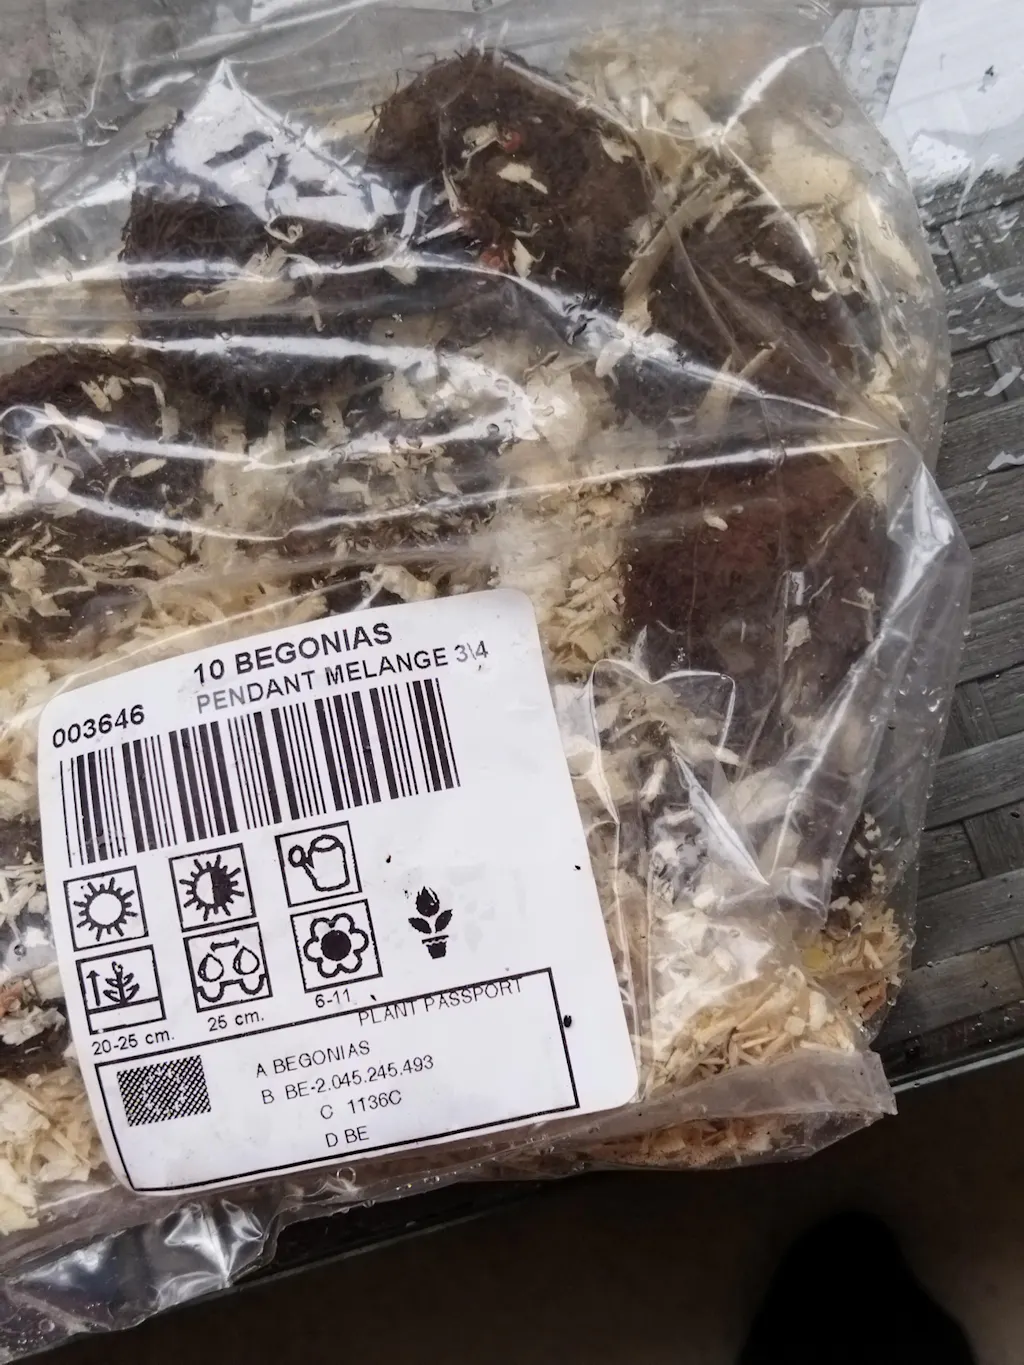 10 BEGONIAS
PENDANT MELANGE 3\4
003646
20-25 cm.
25 cm.
6-11
PLANT PASSPORT
A BEGONIAS
B BE-2.045.245.493
C 1136C
D BE